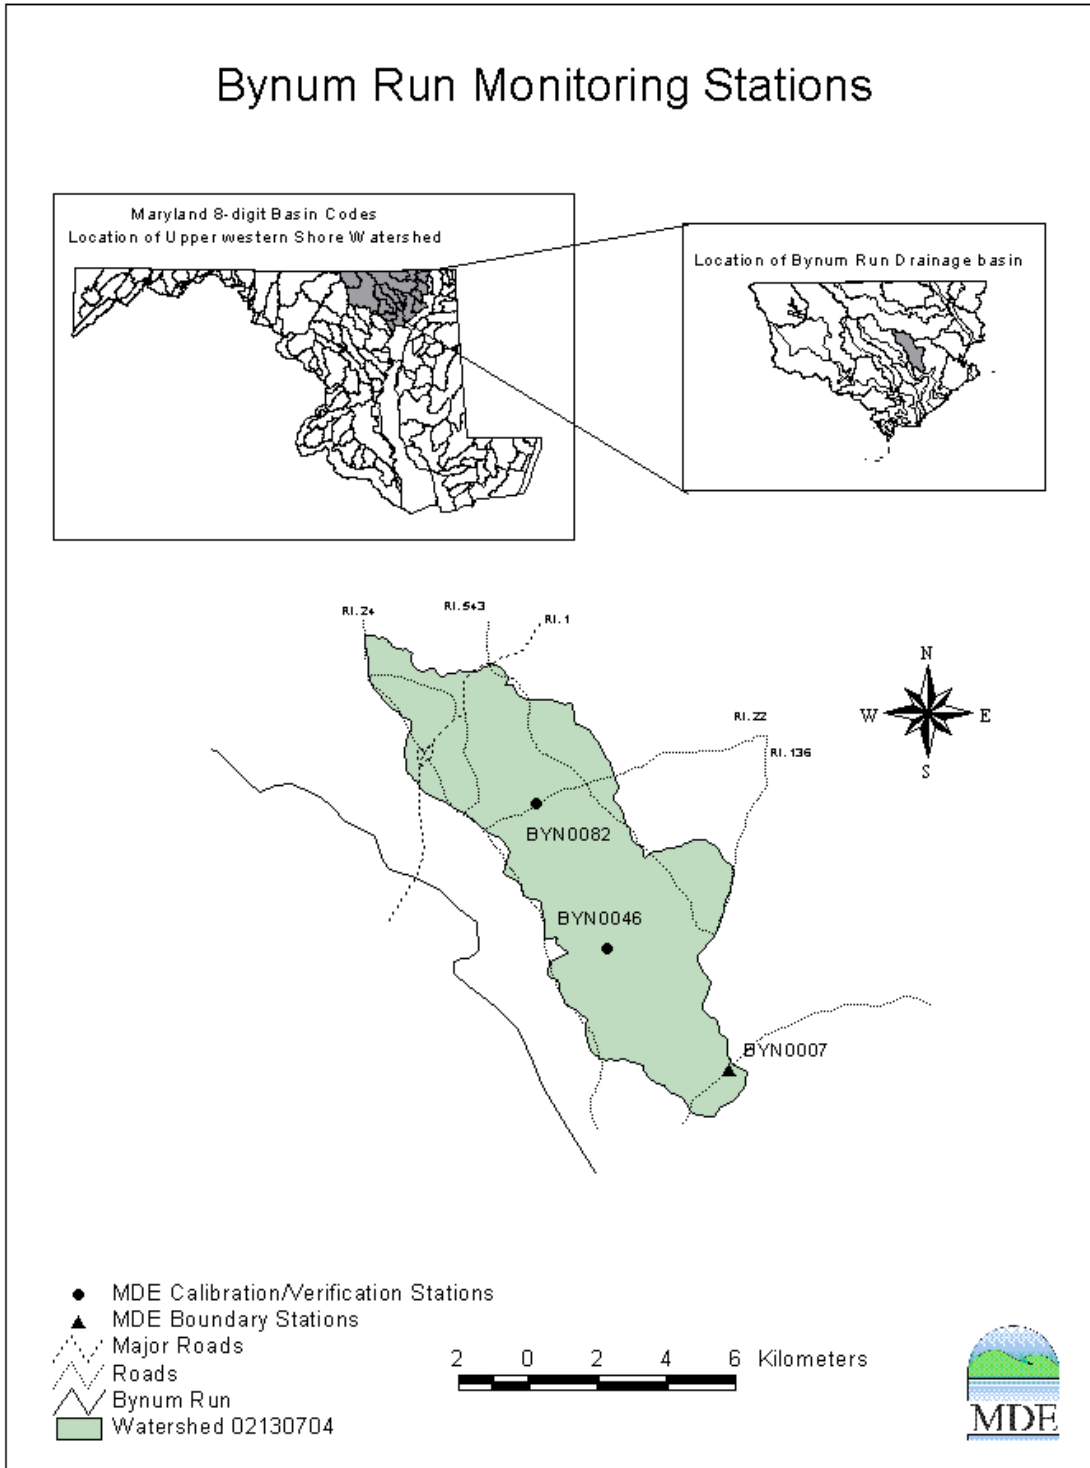 Bynum Run Monitoring Stations
Maryland 8-digit Basin Codes
Location of Upper western Shore Watershed
Location of Bynum Run Drainage basin
Rt. 24
Rt. 543
Rt. 1
N
W
E
S
Rt. 22
Rt. 136
BYN0082
BYN0046
BYN0007
MDE Calibration/Verification Stations
MDE Boundary Stations
Major Roads
Roads
Bynum Run
Watershed 02130704
2 0 2 4 6 Kilometers
MDE